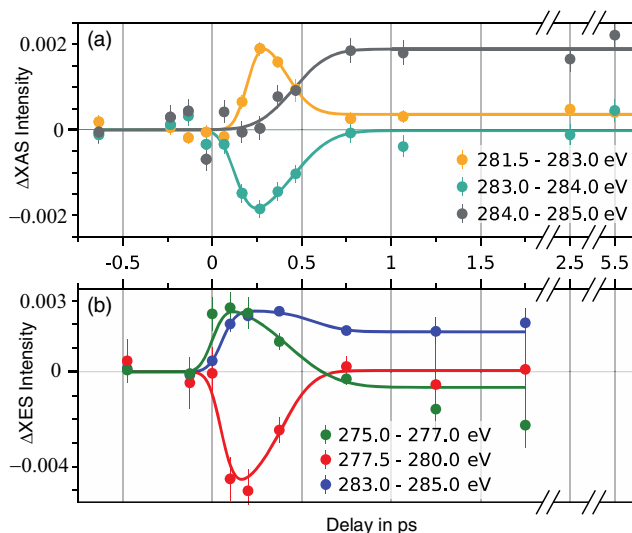 (a)
ΔXAS Intensity
0.002
0
−0.002
281.5 - 283.0 eV
283.0 - 284.0 eV
284.0 - 285.0 eV
-0.5 0 0.5 1 1.5 2.5 5.5
(b)
ΔXES Intensity
0.003
0
−0.004
275.0 - 277.0 eV
277.5 - 280.0 eV
283.0 - 285.0 eV
Delay in ps